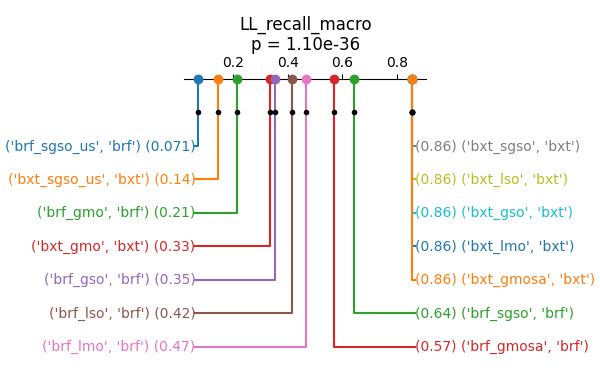 LL_recall_macro
p = 1.10e-36
0.2 0.4 0.6 0.8
('brf_sgso_us', 'brf') (0.071)
(0.86) ('bxt_sgso', 'bxt')
('bxt_sgso_us', 'bxt') (0.14)
(0.86) ('bxt_lso', 'bxt')
('brf_gmo', 'brf') (0.21)
(0.86) ('bxt_gso', 'bxt')
('bxt_gmo', 'bxt') (0.33)
(0.86) ('bxt_lmo', 'bxt')
('brf_gso', 'brf') (0.35)
(0.86) ('bxt_gmosa', 'bxt')
('brf_lso', 'brf') (0.42)
(0.64) ('brf_sgso', 'brf')
('brf_lmo', 'brf') (0.47)
(0.57) ('brf_gmosa', 'brf')